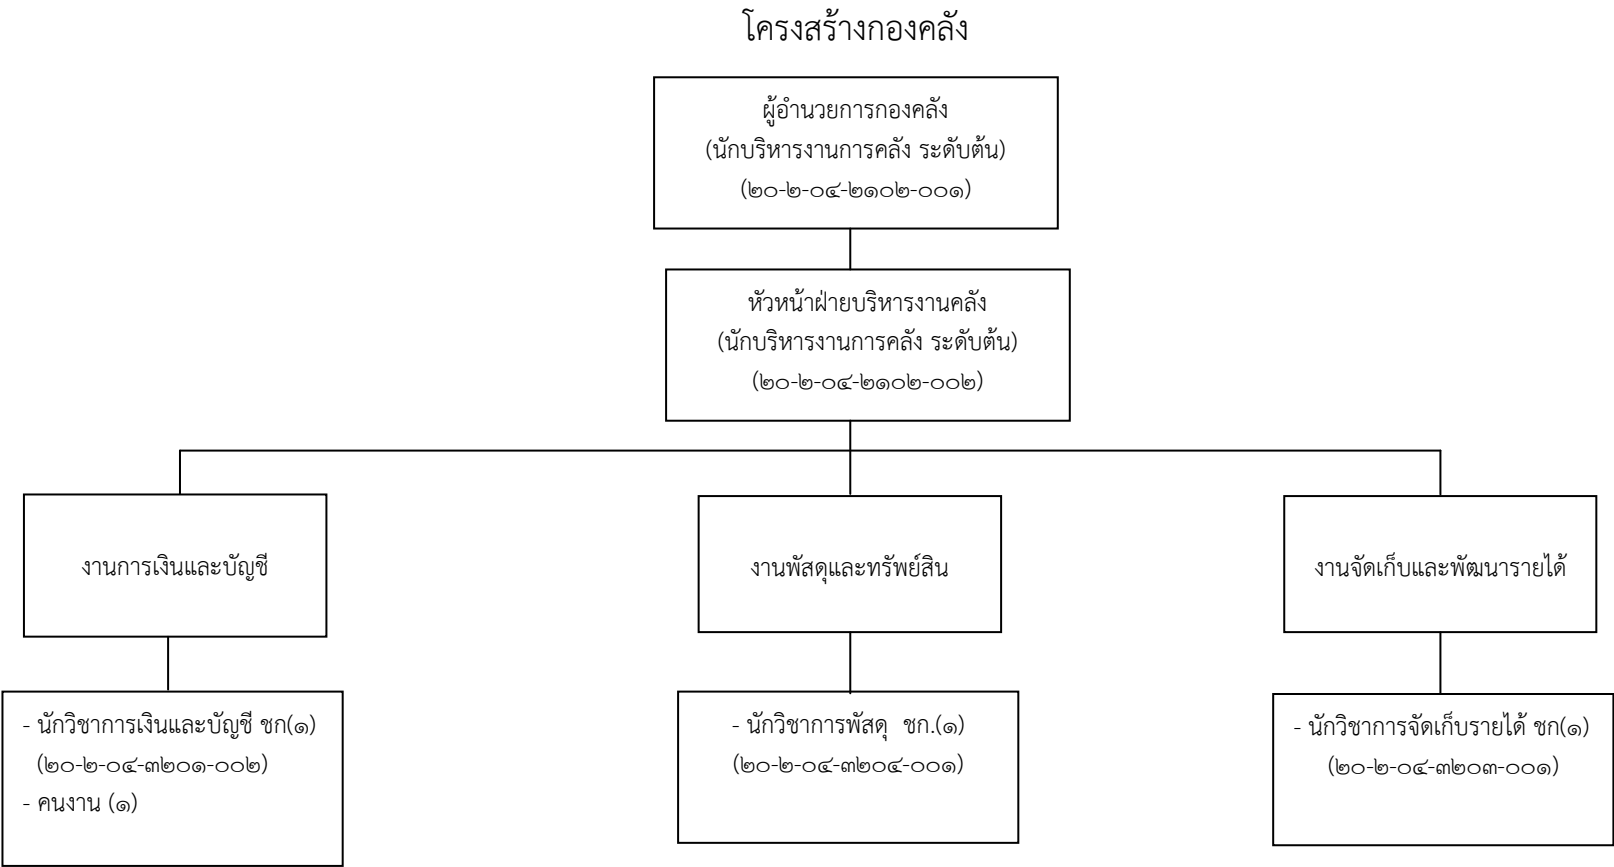 โครงสร้างกองคลัง
ผู้อำนวยการกองคลัง
(นักบริหารงานการคลัง ระดับต้น)
(๒๐-๒-๐๔-๒๑๐๒-๐๐๑)
หัวหน้าฝ่ายบริหารงานคลัง
(นักบริหารงานการคลัง ระดับต้น)
(๒๐-๒-๐๔-๒๑๐๒-๐๐๒)
งานการเงินและบัญชี
งานพัสดุและทรัพย์สิน
งานจัดเก็บและพัฒนารายได้
- นักวิชาการเงินและบัญชี ชก(๑)
(๒๐-๒-๐๔-๓๒๐๑-๐๐๒)
- คนงาน (๑)
- นักวิชาการพัสดุ ชก.(๑)
(๒๐-๒-๐๔-๓๒๐๔-๐๐๑)
- นักวิชาการจัดเก็บรายได้ ชก(๑)
(๒๐-๒-๐๔-๓๒๐๓-๐๐๑)